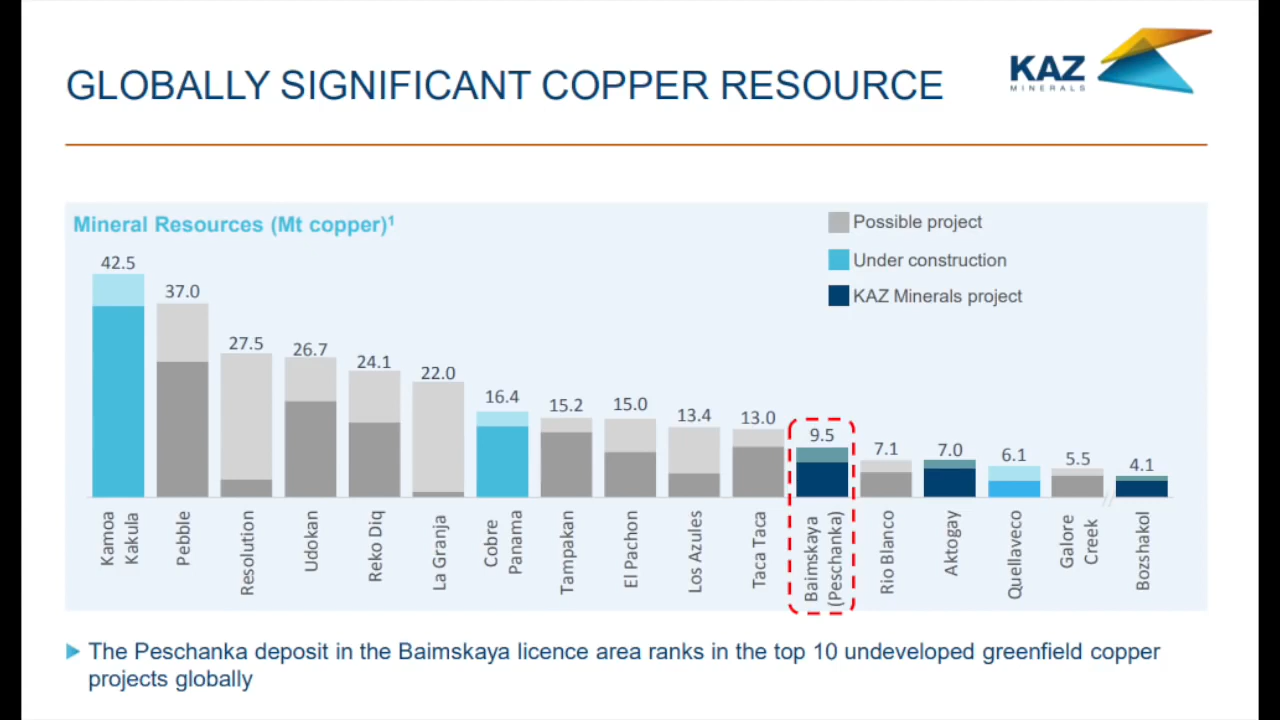 GLOBALLY SIGNIFICANT COPPER RESOURCE
KAZ
MINERALS
Mineral Resources (Mt copper)¹
Possible project
Under construction
KAZ Minerals project
42.5
37.0
27.5
26.7
24.1
22.0
16.4
15.2
15.0
13.4
13.0
9.5
7.1
7.0
6.1
5.5
4.1
Kamoa
Kakula
Pebble
Resolution
Udokan
Reko Diq
La Granja
Cobre
Panama
Tampakan
El Pachon
Los Azules
Taca Taca
Baimskaya
(Peschanka)
Rio Blanco
Aktogay
Quellaveco
Galore
Creek
Bozshakol
The Peschanka deposit in the Baimskaya licence area ranks in the top 10 undeveloped greenfield copper
projects globally